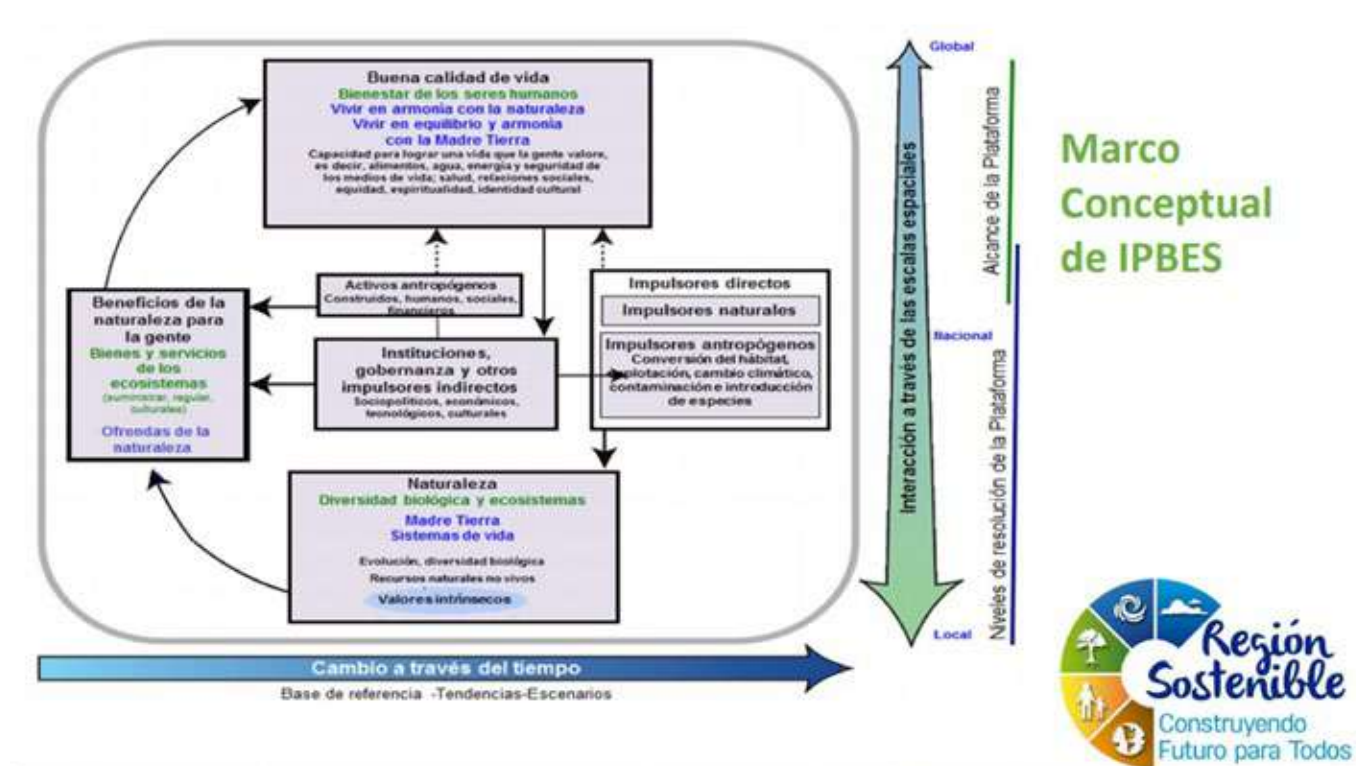 Buena calidad de vida
Bienestar de los seres humanos
Vivir en armonía con la naturaleza
Vivir en equilibrio y armonía
con la Madre Tierra
Capacidad para lograr una vida que la gente valore,
es decir, alimentos, agua, energía y seguridad de
los medios de vida; salud, relaciones sociales,
equidad, espiritualidad, identidad cultural
Beneficios de la
naturaleza para
la gente
Bienes y servicios
de los
ecosistemas
(suministrar, regular,
culturales)
Ofrendas de la
naturaleza
Activos antropógenos
Construidos, humanos, sociales,
financieros
Instituciones,
gobernanza y otros
impulsores indirectos
Sociopolíticos, económicos,
tecnológicos, culturales
Impulsores directos
Impulsores naturales
Impulsores antropógenos
Conversión del hábitat,
explotación, cambio climático,
contaminación e introducción
de especies
Naturaleza
Diversidad biológica y ecosistemas
Madre Tierra
Sistemas de vida
Evolución, diversidad biológica
Recursos naturales no vivos
Valores intrínsecos
Cambio a través del tiempo
Base de referencia -Tendencias-Escenarios
Global
Nacional
Local
Interacción a través de las escalas espaciales
Alcance de la Plataforma
Niveles de resolución de la Plataforma
Marco
Conceptual
de IPBES
Región
Sostenible
Construyendo
Futuro para Todos